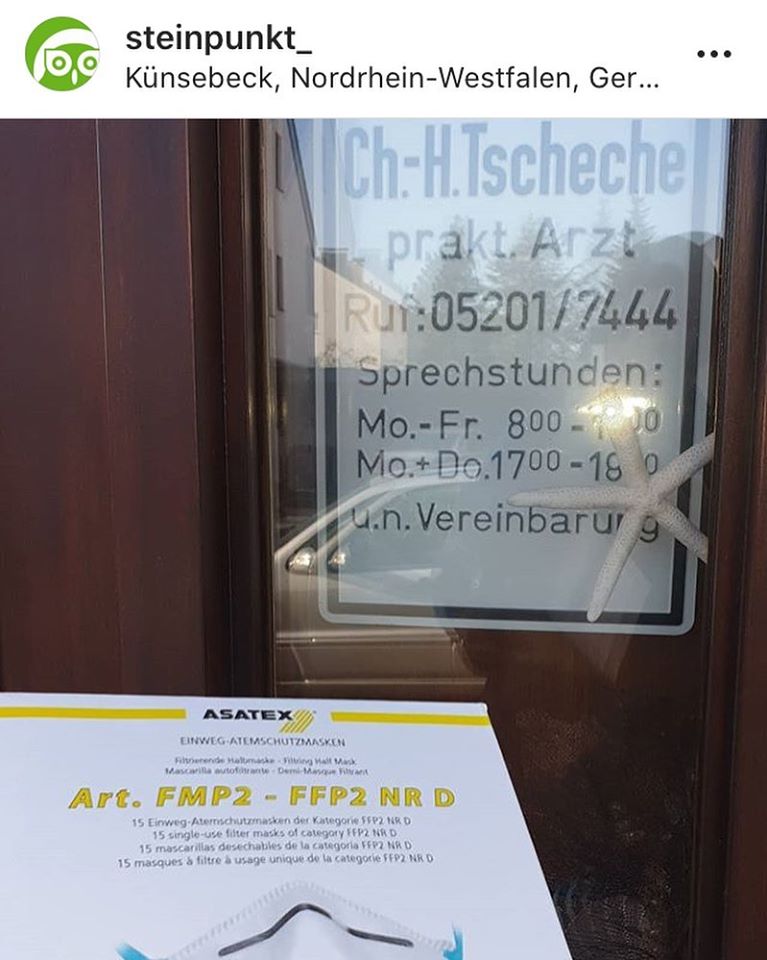 steinpunkt_
Künsebeck, Nordrhein-Westfalen, Ger...
Ch.-H.Tscheche
prakt. Arzt
Ruf:05201/7444
Sprechstunden:
Mo.-Fr. 800 -
Mo.+Do.1700-18
u.n.Vereinbarung
ASATEX
EINWEG-ATEMSCHUTZMASKEN
Filtrierende Halbmaske - Filtring Half Mask
Mascarilla autofiltrante - Demi-Masque Filtrant
Art. FMP2 - FFP2 NR D
15 Einweg-Atemschutzmasken der Kategorie FFP2 NR D
15 single-use filter masks of category FFP2 NR D
15 mascarillas desechables de la categoria FFP2 NR D
15 masques à filtre à usage unique de la categorie FFP2 NR D